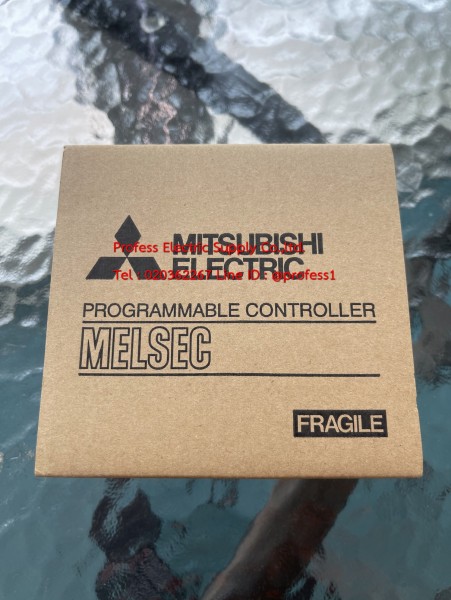 MITSUBISHI
ELECTRIC
Profess Electric Supply Co.,Ltd.
Tel : 020362267 Line ID : @profess1
PROGRAMMABLE CONTROLLER
MELSEC
FRAGILE